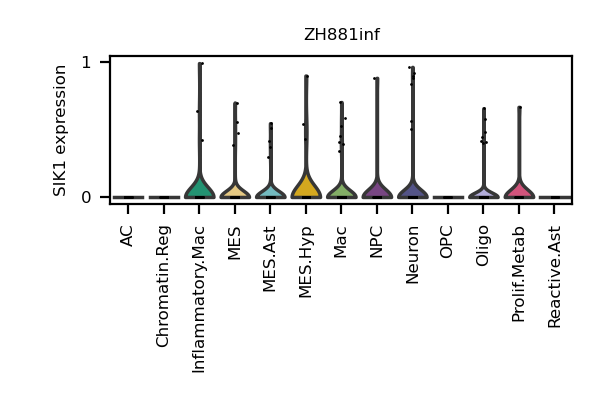 ZH881inf
SIK1 expression
1
0
AC
Chromatin.Reg
Inflammatory.Mac
MES
MES.Ast
MES.Hyp
Mac
NPC
Neuron
OPC
Oligo
Prolif.Metab
Reactive.Ast